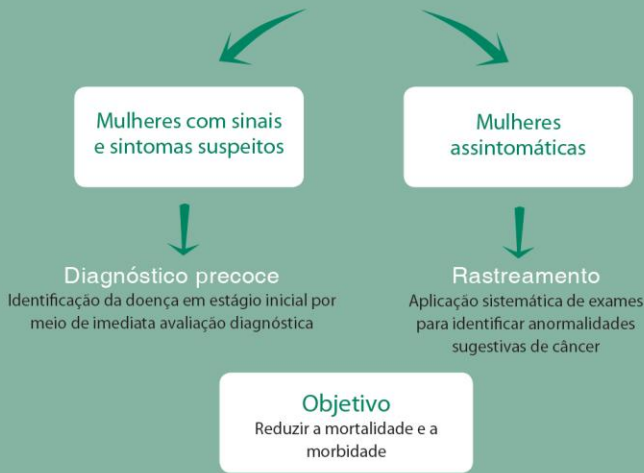 Mulheres com sinais
e sintomas suspeitos
Mulheres
assintomáticas
Diagnóstico precoce
Identificação da doença em estágio inicial por
meio de imediata avaliação diagnóstica
Rastreamento
Aplicação sistemática de exames
para identificar anormalidades
sugestivas de câncer
Objetivo
Reduzir a mortalidade e a
morbidade